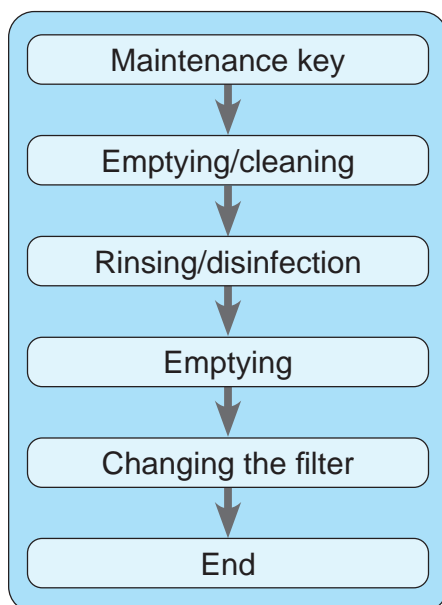 Maintenance key
Emptying/cleaning
Rinsing/disinfection
Emptying
Changing the filter
End